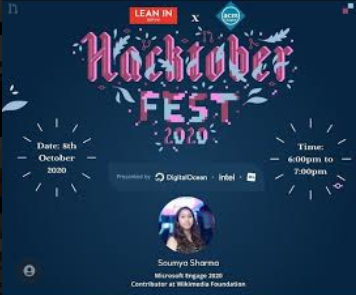 LEAN IN
x
acm
Hacktober
FEST
2020
Date: 8th
October
2020
Time:
6:00pm to
7:00pm
Presented by DigitalOcean · intel ·
Soumya Sharma
Microsoft Engage 2020
Contributor at Wikimedia Foundation